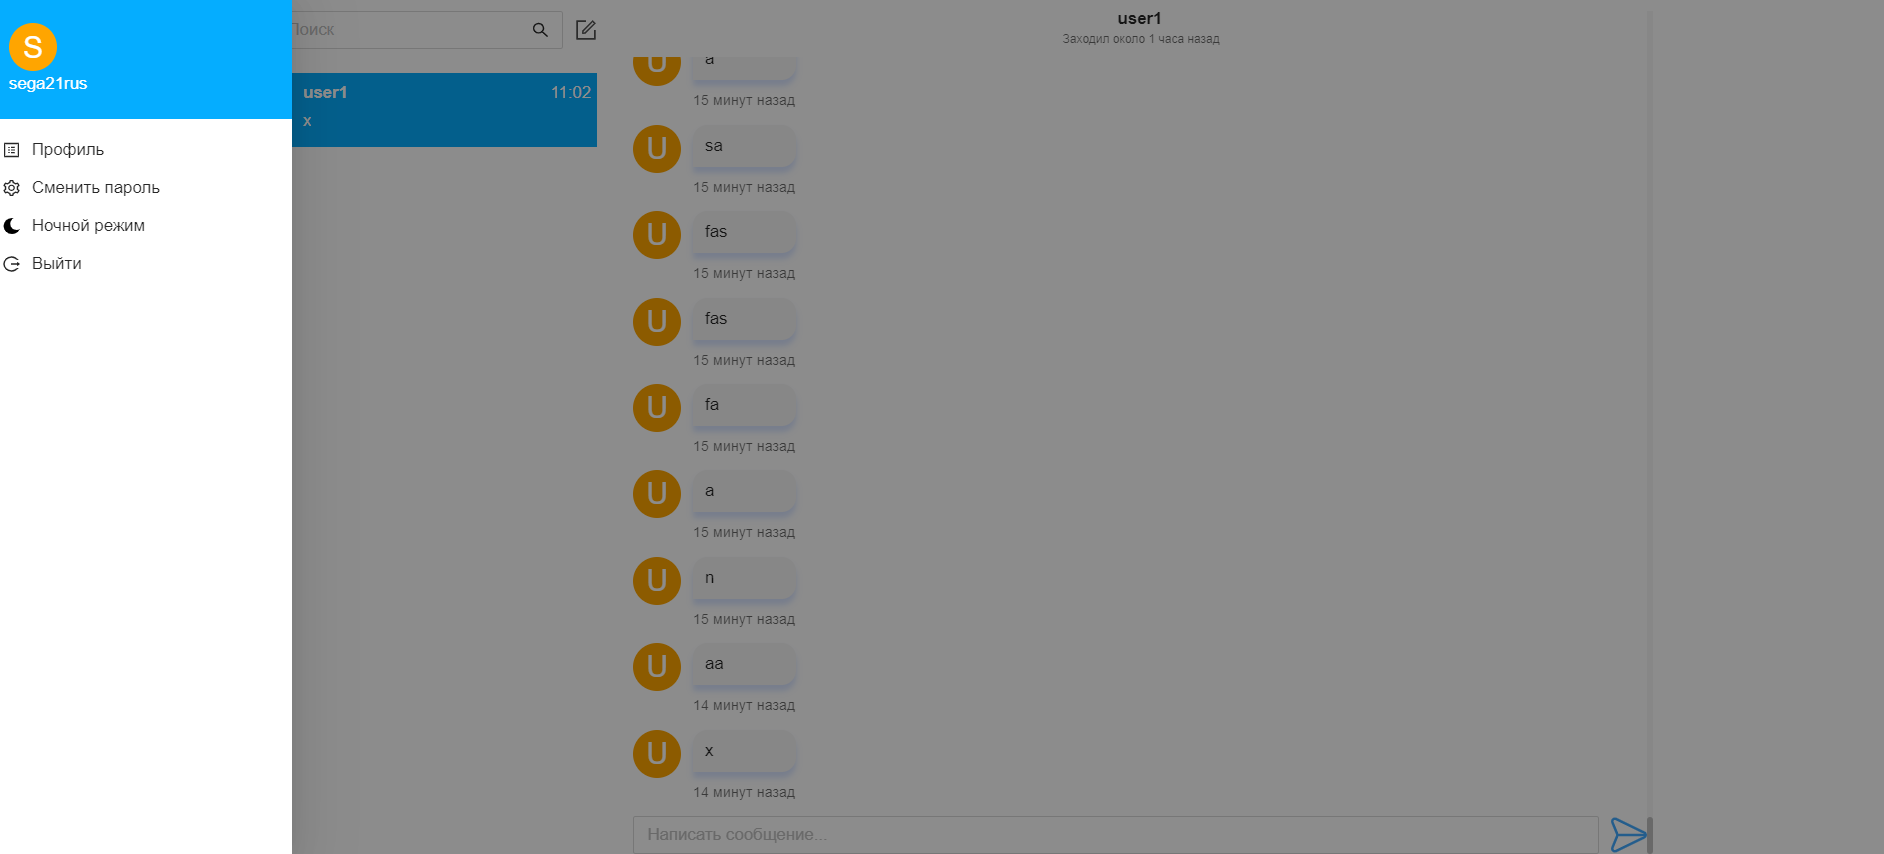 S
sega21rus
Профиль
Сменить пароль
Ночной режим
Выйти
Поиск
user1 11:02
x
user1
Заходил около 1 часа назад
U a
15 минут назад
U sa
15 минут назад
U fas
15 минут назад
U fas
15 минут назад
U fa
15 минут назад
U a
15 минут назад
U n
15 минут назад
U aa
14 минут назад
U x
14 минут назад
Написать сообщение...